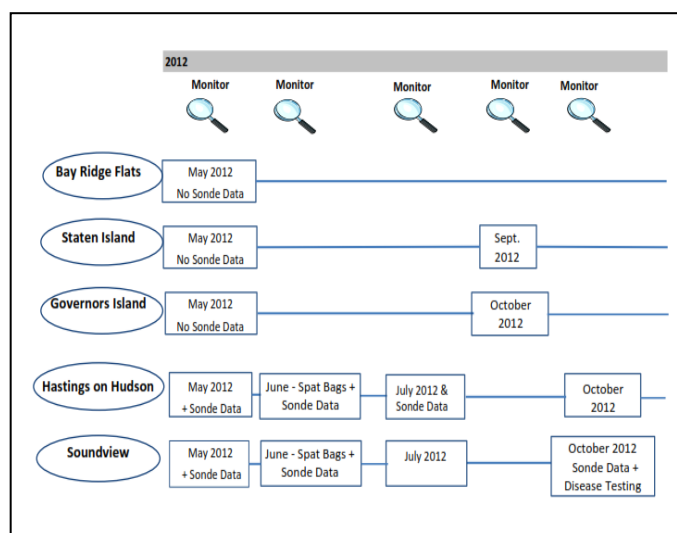 2012
Monitor
Monitor
Monitor
Monitor
Monitor
Bay Ridge Flats
May 2012
No Sonde Data
Staten Island
May 2012
No Sonde Data
Sept.
2012
Governors Island
May 2012
No Sonde Data
October
2012
Hastings on Hudson
May 2012
+ Sonde Data
June - Spat Bags +
Sonde Data
July 2012 &
Sonde Data
October
2012
Soundview
May 2012
+ Sonde Data
June - Spat Bags +
Sonde Data
July 2012
October 2012
Sonde Data +
Disease Testing